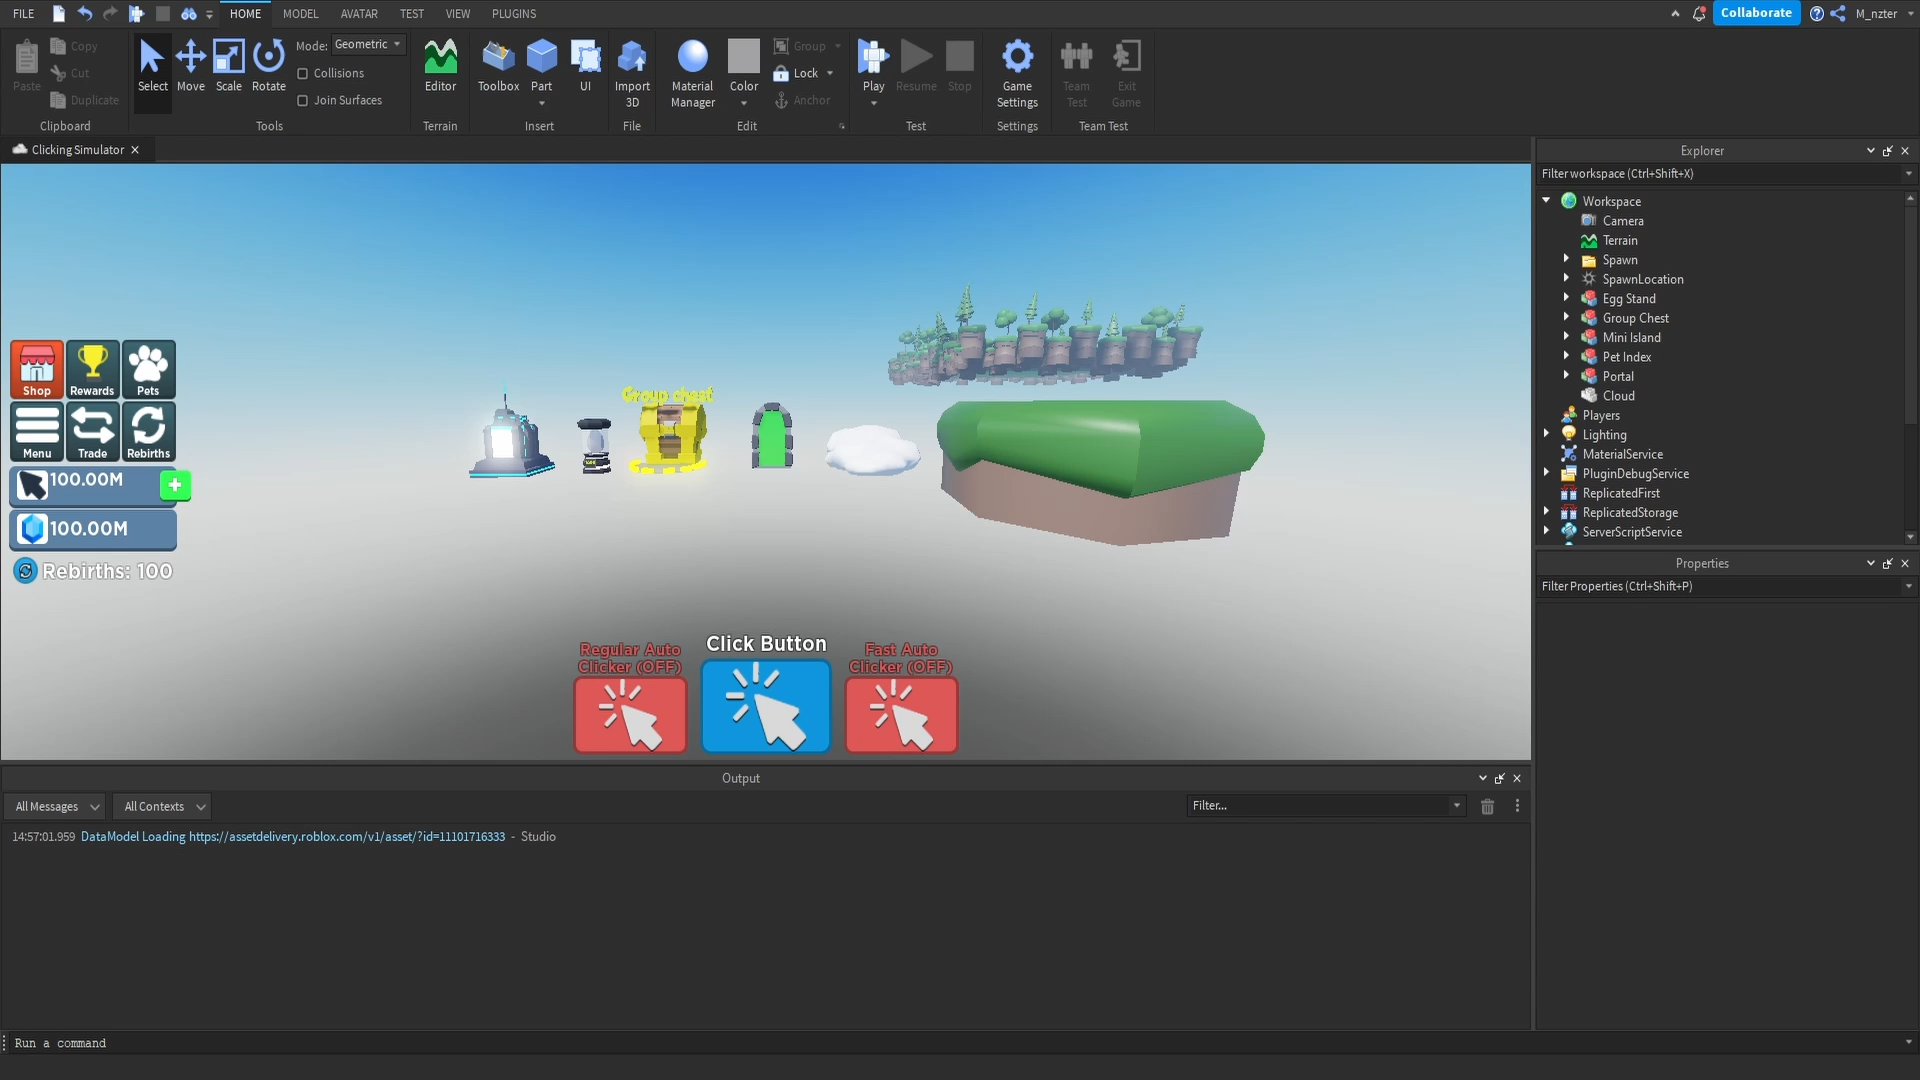 FILE HOME MODEL AVATAR TEST VIEW PLUGINS Collaborate M_nzter
Paste Copy Cut Duplicate Clipboard
Select Move Scale Rotate Mode: Geometric Collisions Join Surfaces Tools
Editor Terrain
Toolbox Part UI Insert
Import 3D File
Material Manager Color Group Lock Anchor Edit
Play Resume Stop Test
Game Settings Settings
Team Test Exit Game Team Test
Clicking Simulator
Group chest
Shop Rewards Pets
Menu Trade Rebirths
100.00M +
100.00M
Rebirths: 100
Regular Auto
Clicker (OFF)
Click Button
Fast Auto
Clicker (OFF)
Explorer
Filter workspace (Ctrl+Shift+X)
Workspace
Camera
Terrain
Spawn
SpawnLocation
Egg Stand
Group Chest
Mini Island
Pet Index
Portal
Cloud
Players
Lighting
MaterialService
PluginDebugService
ReplicatedFirst
ReplicatedStorage
ServerScriptService
Properties
Filter Properties (Ctrl+Shift+P)
Output
All Messages All Contexts Filter...
14:57:01.959 DataModel Loading https://assetdelivery.roblox.com/v1/asset/?id=11101716333 - Studio
Run a command